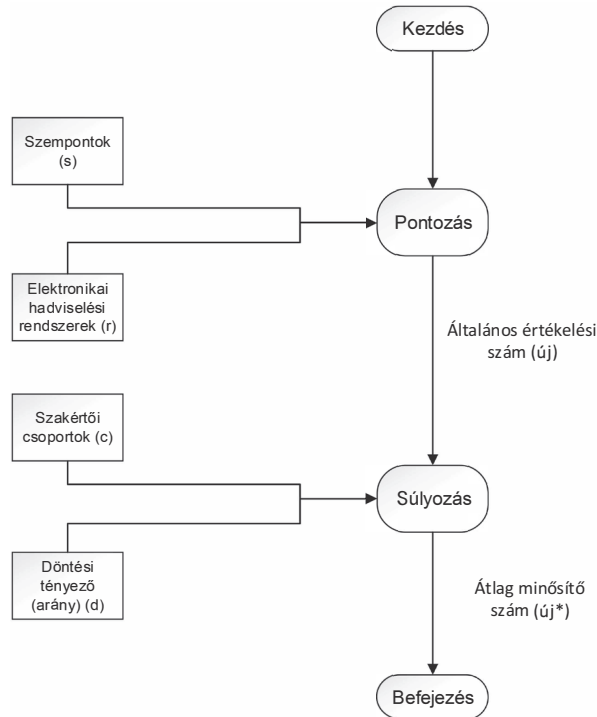 Kezdés
Szempontok
(s)
Pontozás
Elektronikai
hadviselési
rendszerek (r)
Általános értékelési
szám (új)
Szakértői
csoportok (c)
Súlyozás
Döntési
tényező
(arány) (d)
Átlag minősítő
szám (új*)
Befejezés